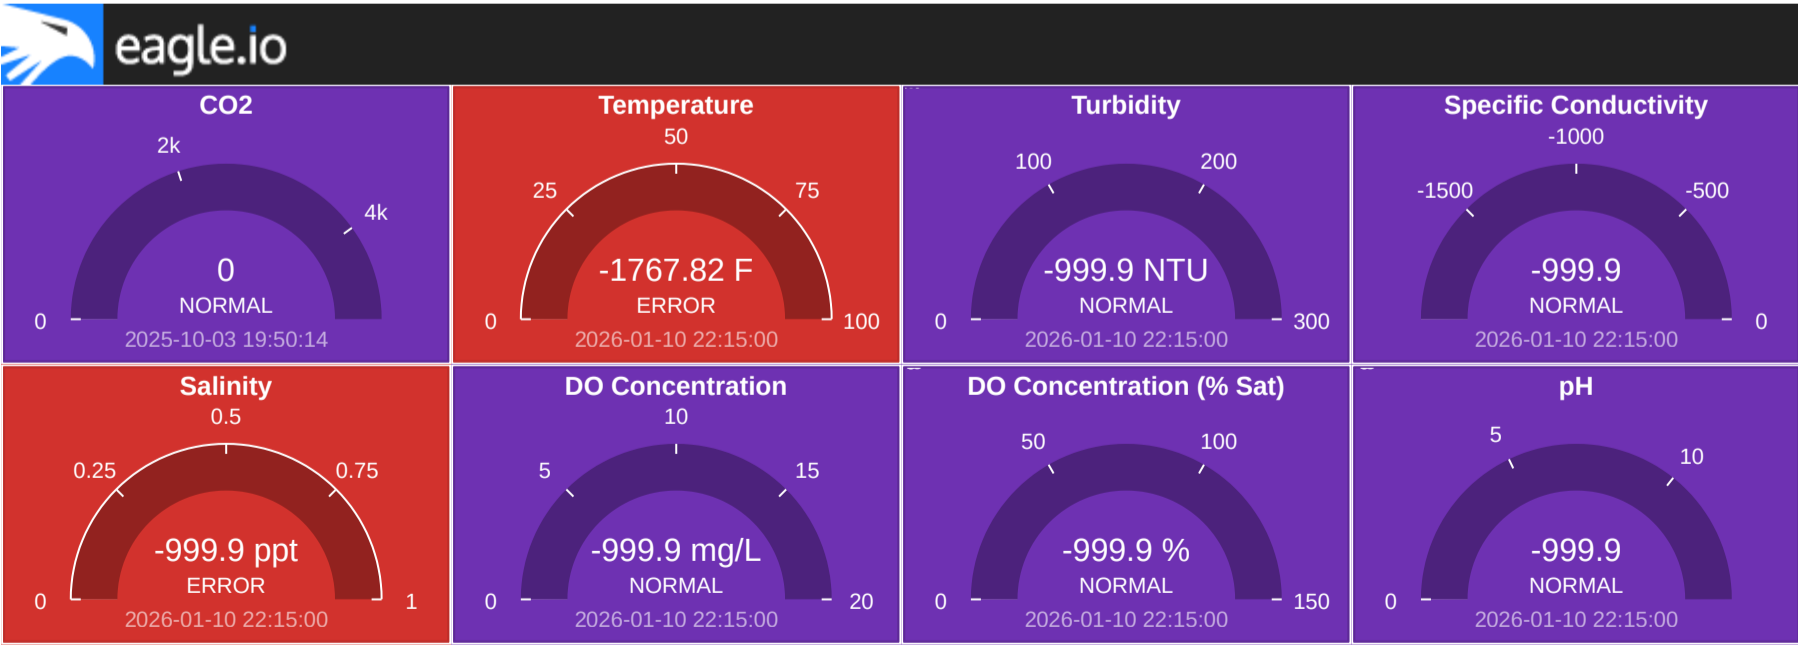 eagle.io
CO2
2k
4k
0
NORMAL
0
2025-10-03 19:50:14
Temperature
50
25
75
-1767.82 F
ERROR
0
100
2026-01-10 22:15:00
Turbidity
100
200
-999.9 NTU
NORMAL
0
300
2026-01-10 22:15:00
Specific Conductivity
-1000
-1500
-500
-999.9
NORMAL
0
2026-01-10 22:15:00
Salinity
0.5
0.25
0.75
-999.9 ppt
ERROR
0
1
2026-01-10 22:15:00
DO Concentration
10
5
15
-999.9 mg/L
NORMAL
0
20
2026-01-10 22:15:00
DO Concentration (% Sat)
50
100
-999.9 %
NORMAL
0
150
2026-01-10 22:15:00
pH
5
10
-999.9
NORMAL
0
2026-01-10 22:15:00